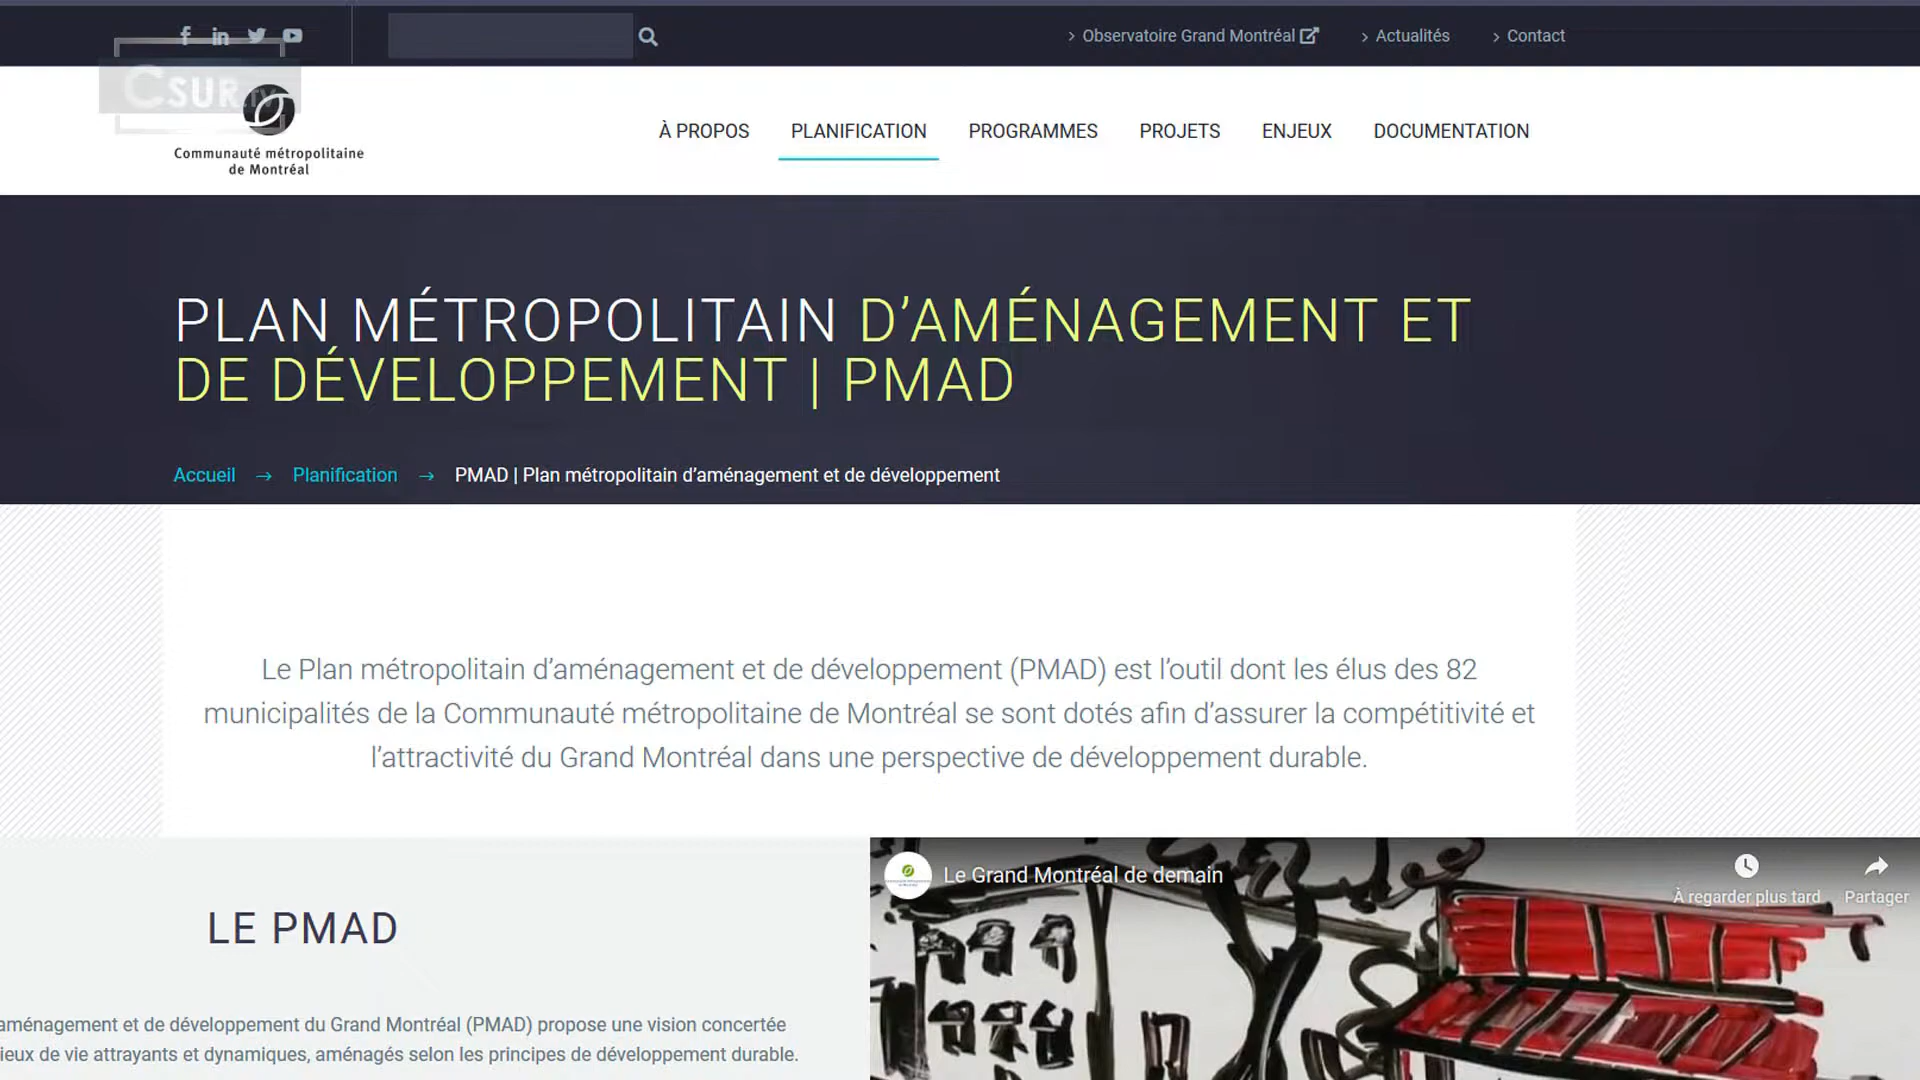 Observatoire Grand Montréal
Actualités
Contact
CSUR.tv
Communauté métropolitaine
de Montréal
À PROPOS
PLANIFICATION
PROGRAMMES
PROJETS
ENJEUX
DOCUMENTATION
PLAN MÉTROPOLITAIN D’AMÉNAGEMENT ET
DE DÉVELOPPEMENT | PMAD
Accueil → Planification → PMAD | Plan métropolitain d’aménagement et de développement
Le Plan métropolitain d’aménagement et de développement (PMAD) est l’outil dont les élus des 82
municipalités de la Communauté métropolitaine de Montréal se sont dotés afin d’assurer la compétitivité et
l’attractivité du Grand Montréal dans une perspective de développement durable.
LE PMAD
aménagement et de développement du Grand Montréal (PMAD) propose une vision concertée
ieux de vie attrayants et dynamiques, aménagés selon les principes de développement durable.
Le Grand Montréal de demain
À regarder plus tard
Partager